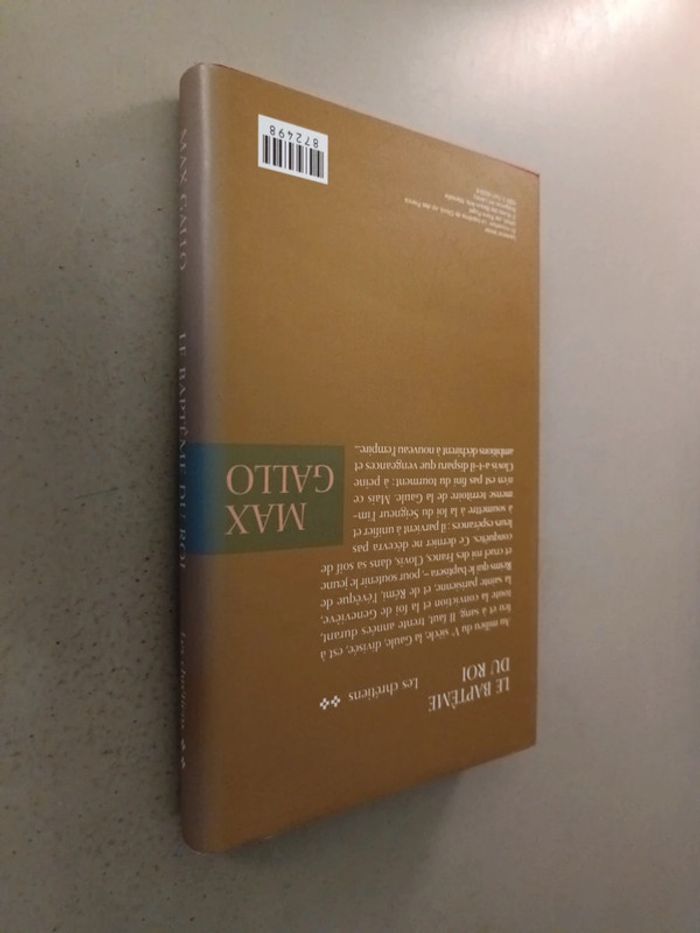 LE BAPTÊME
DU ROI
Les chrétiens
Au milieu du Vᵉ siècle, la Gaule, divisée, est à
feu et à sang. Il faut, trente années durant,
toute la conviction et la foi de Geneviève,
la sainte parisienne, et de Rémi, l'évêque de
Reims qui le baptisera –, pour soutenir le jeune
et cruel roi des Francs, Clovis, dans sa soif de
conquêtes. Ce dernier ne décevra pas
leurs espérances : il parvient à unifier et
soumettre à la loi du Seigneur l'im-
mense territoire de la Gaule. Mais ce
n'en est pas fini du tourment : à peine
Clovis a-t-il disparu que vengeances et
ambitions déchirent à nouveau l'empire...
MAX
GALLO
872498
MAX GALLO LE BAPTÊME DU ROI Les chrétiens